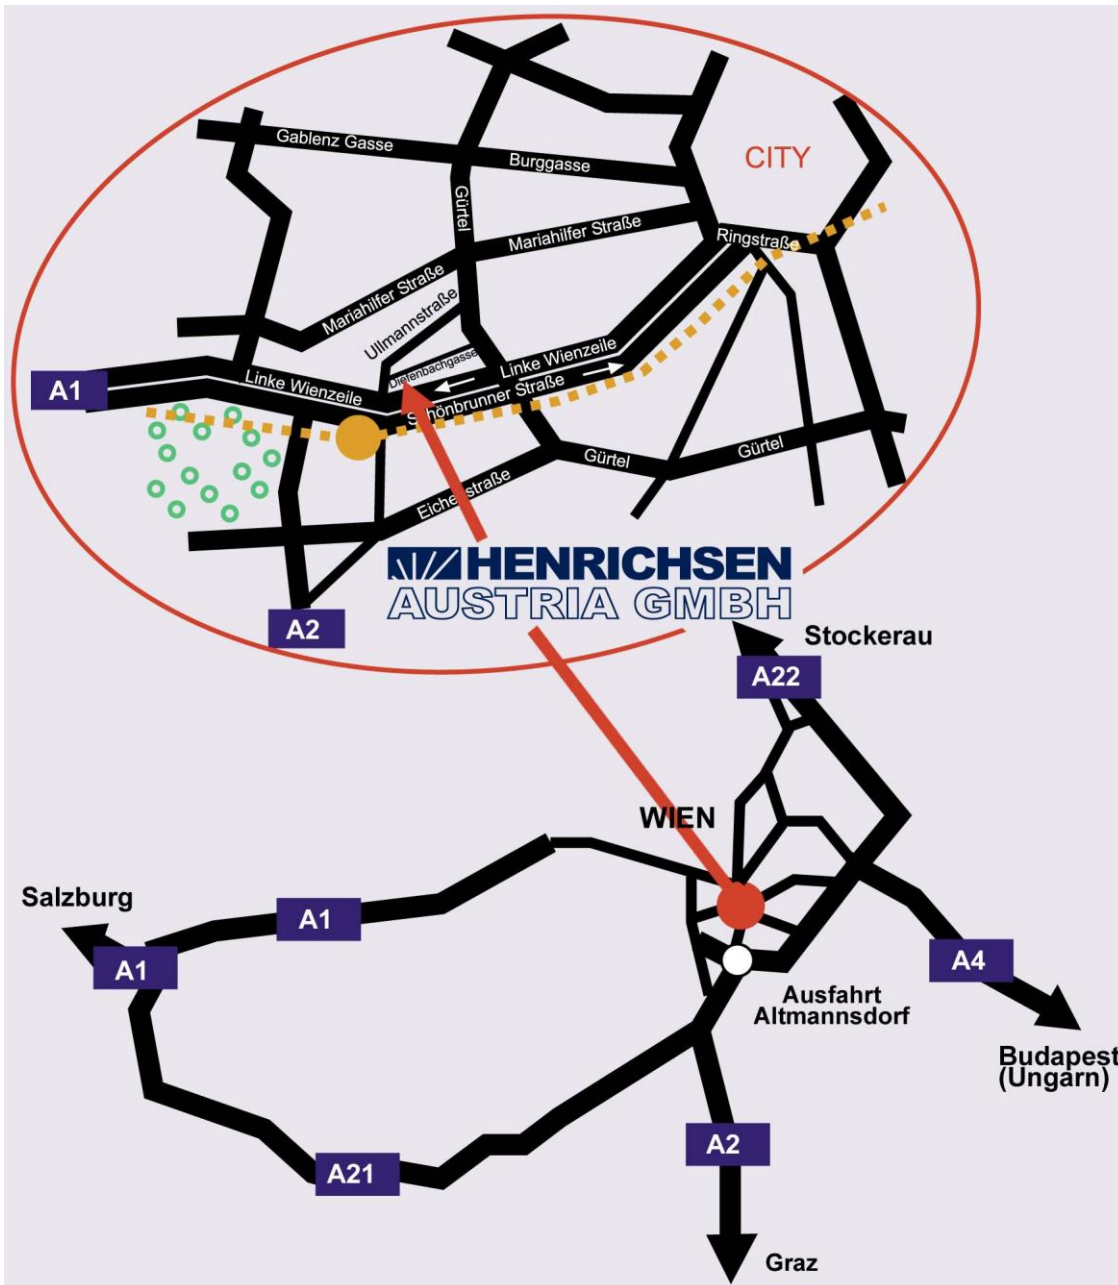 Gablenz Gasse
Burggasse
CITY
Gürtel
Mariahilfer Straße
Ringstraße
Mariahilfer Straße
Ullmannstraße
Diefenbachgasse
A1
Linke Wienzeile
Linke Wienzeile
Schönbrunner Straße
Gürtel
Gürtel
Eichenstraße
HENRICHSEN
AUSTRIA GMBH
A2
Stockerau
A22
WIEN
Salzburg
A1
A1
A4
Ausfahrt
Altmannsdorf
Budapest
(Ungarn)
A2
A21
Graz